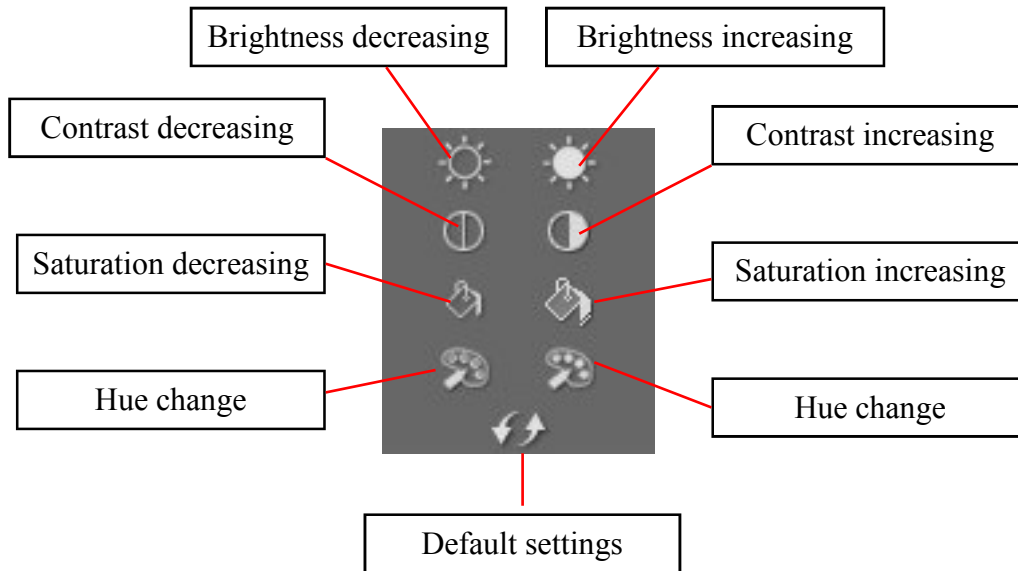 Brightness decreasing
Brightness increasing
Contrast decreasing
Contrast increasing
Saturation decreasing
Saturation increasing
Hue change
Hue change
Default settings